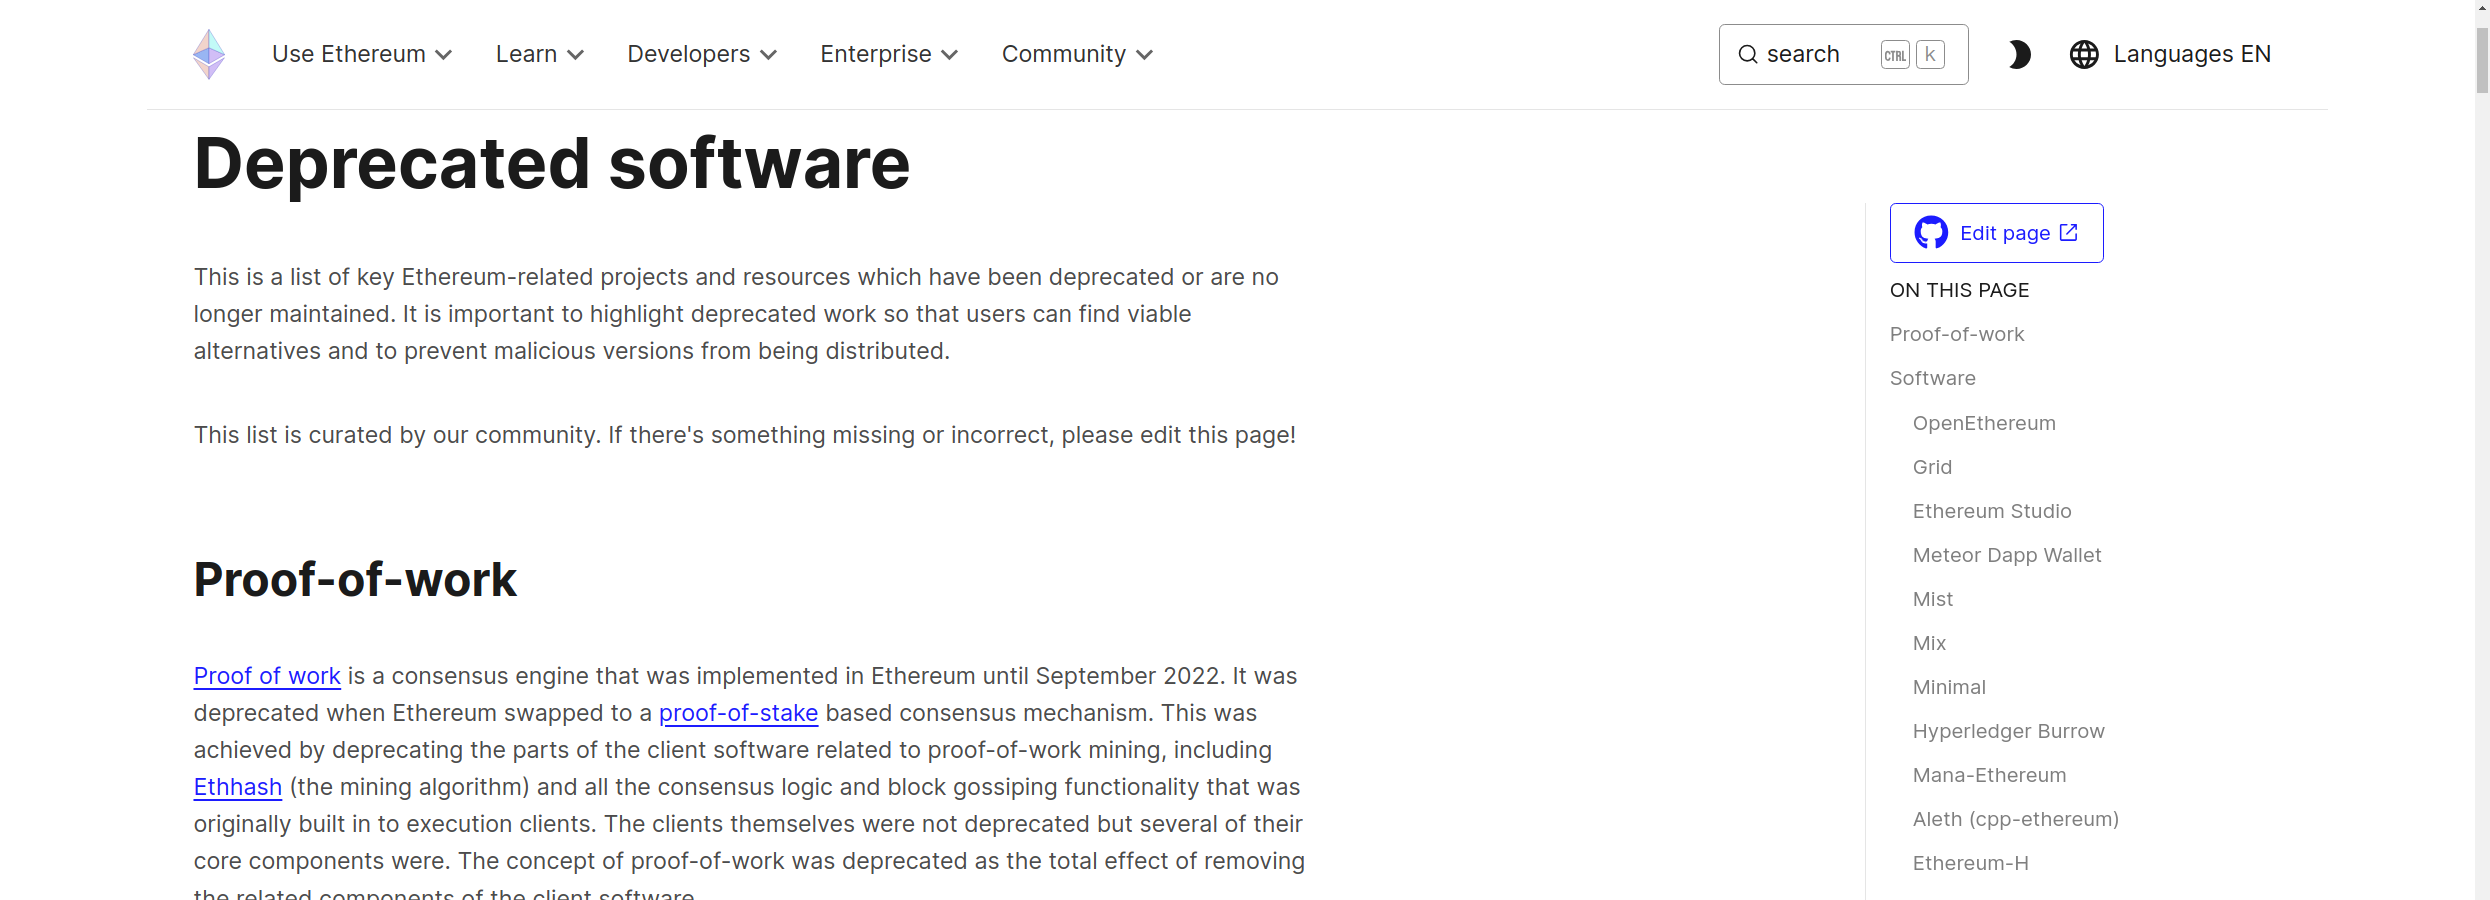 Use Ethereum Learn Developers Enterprise Community search CTRL k Languages EN
Deprecated software
This is a list of key Ethereum-related projects and resources which have been deprecated or are no
longer maintained. It is important to highlight deprecated work so that users can find viable
alternatives and to prevent malicious versions from being distributed.
This list is curated by our community. If there's something missing or incorrect, please edit this page!
Proof-of-work
Proof of work is a consensus engine that was implemented in Ethereum until September 2022. It was
deprecated when Ethereum swapped to a proof-of-stake based consensus mechanism. This was
achieved by deprecating the parts of the client software related to proof-of-work mining, including
Ethhash (the mining algorithm) and all the consensus logic and block gossiping functionality that was
originally built in to execution clients. The clients themselves were not deprecated but several of their
core components were. The concept of proof-of-work was deprecated as the total effect of removing
the related components of the client software.
Edit page
ON THIS PAGE
Proof-of-work
Software
OpenEthereum
Grid
Ethereum Studio
Meteor Dapp Wallet
Mist
Mix
Minimal
Hyperledger Burrow
Mana-Ethereum
Aleth (cpp-ethereum)
Ethereum-H